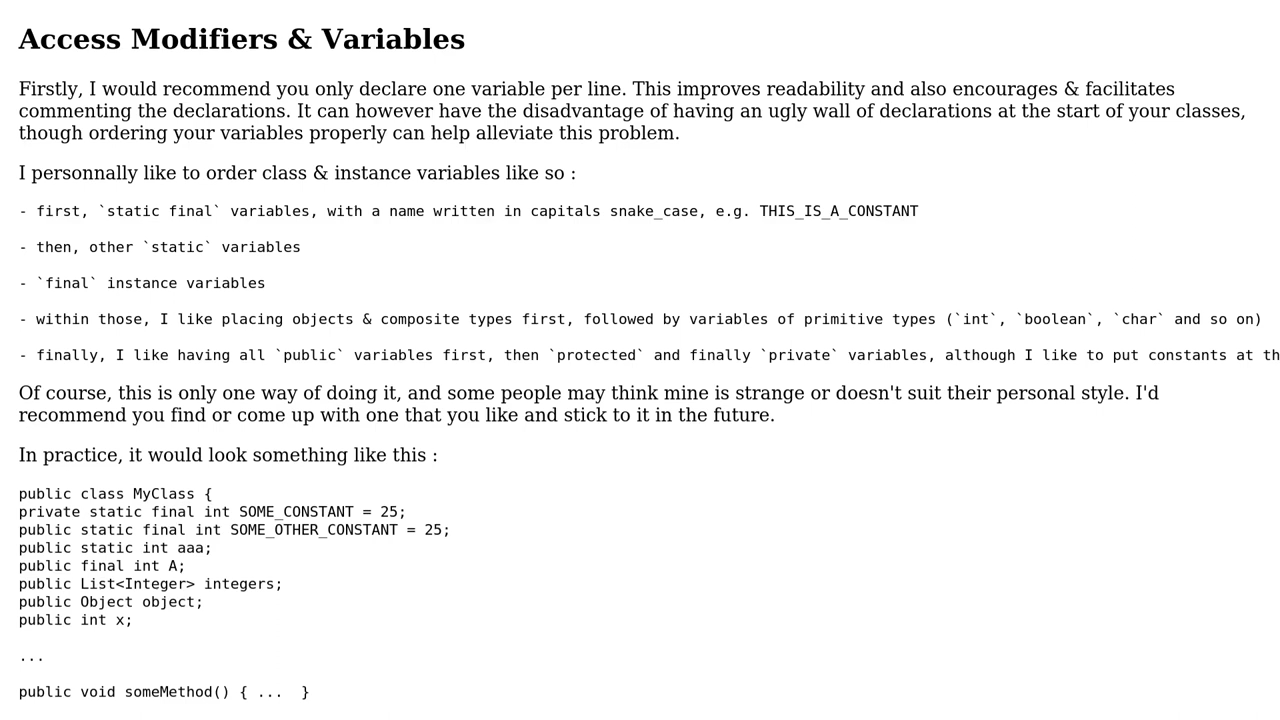 Access Modifiers & Variables
Firstly, I would recommend you only declare one variable per line. This improves readability and also encourages & facilitates
commenting the declarations. It can however have the disadvantage of having an ugly wall of declarations at the start of your classes,
though ordering your variables properly can help alleviate this problem.
I personnally like to order class & instance variables like so :
- first, `static final` variables, with a name written in capitals snake_case, e.g. THIS_IS_A_CONSTANT
- then, other `static` variables
- `final` instance variables
- within those, I like placing objects & composite types first, followed by variables of primitive types (`int`, `boolean`, `char` and so on)
- finally, I like having all `public` variables first, then `protected` and finally `private` variables, although I like to put constants at
Of course, this is only one way of doing it, and some people may think mine is strange or doesn't suit their personal style. I'd
recommend you find or come up with one that you like and stick to it in the future.
In practice, it would look something like this :
public class MyClass {
private static final int SOME_CONSTANT = 25;
public static final int SOME_OTHER_CONSTANT = 25;
public static int aaa;
public final int A;
public List<Integer> integers;
public Object object;
public int x;
...
public void someMethod() { ...  }